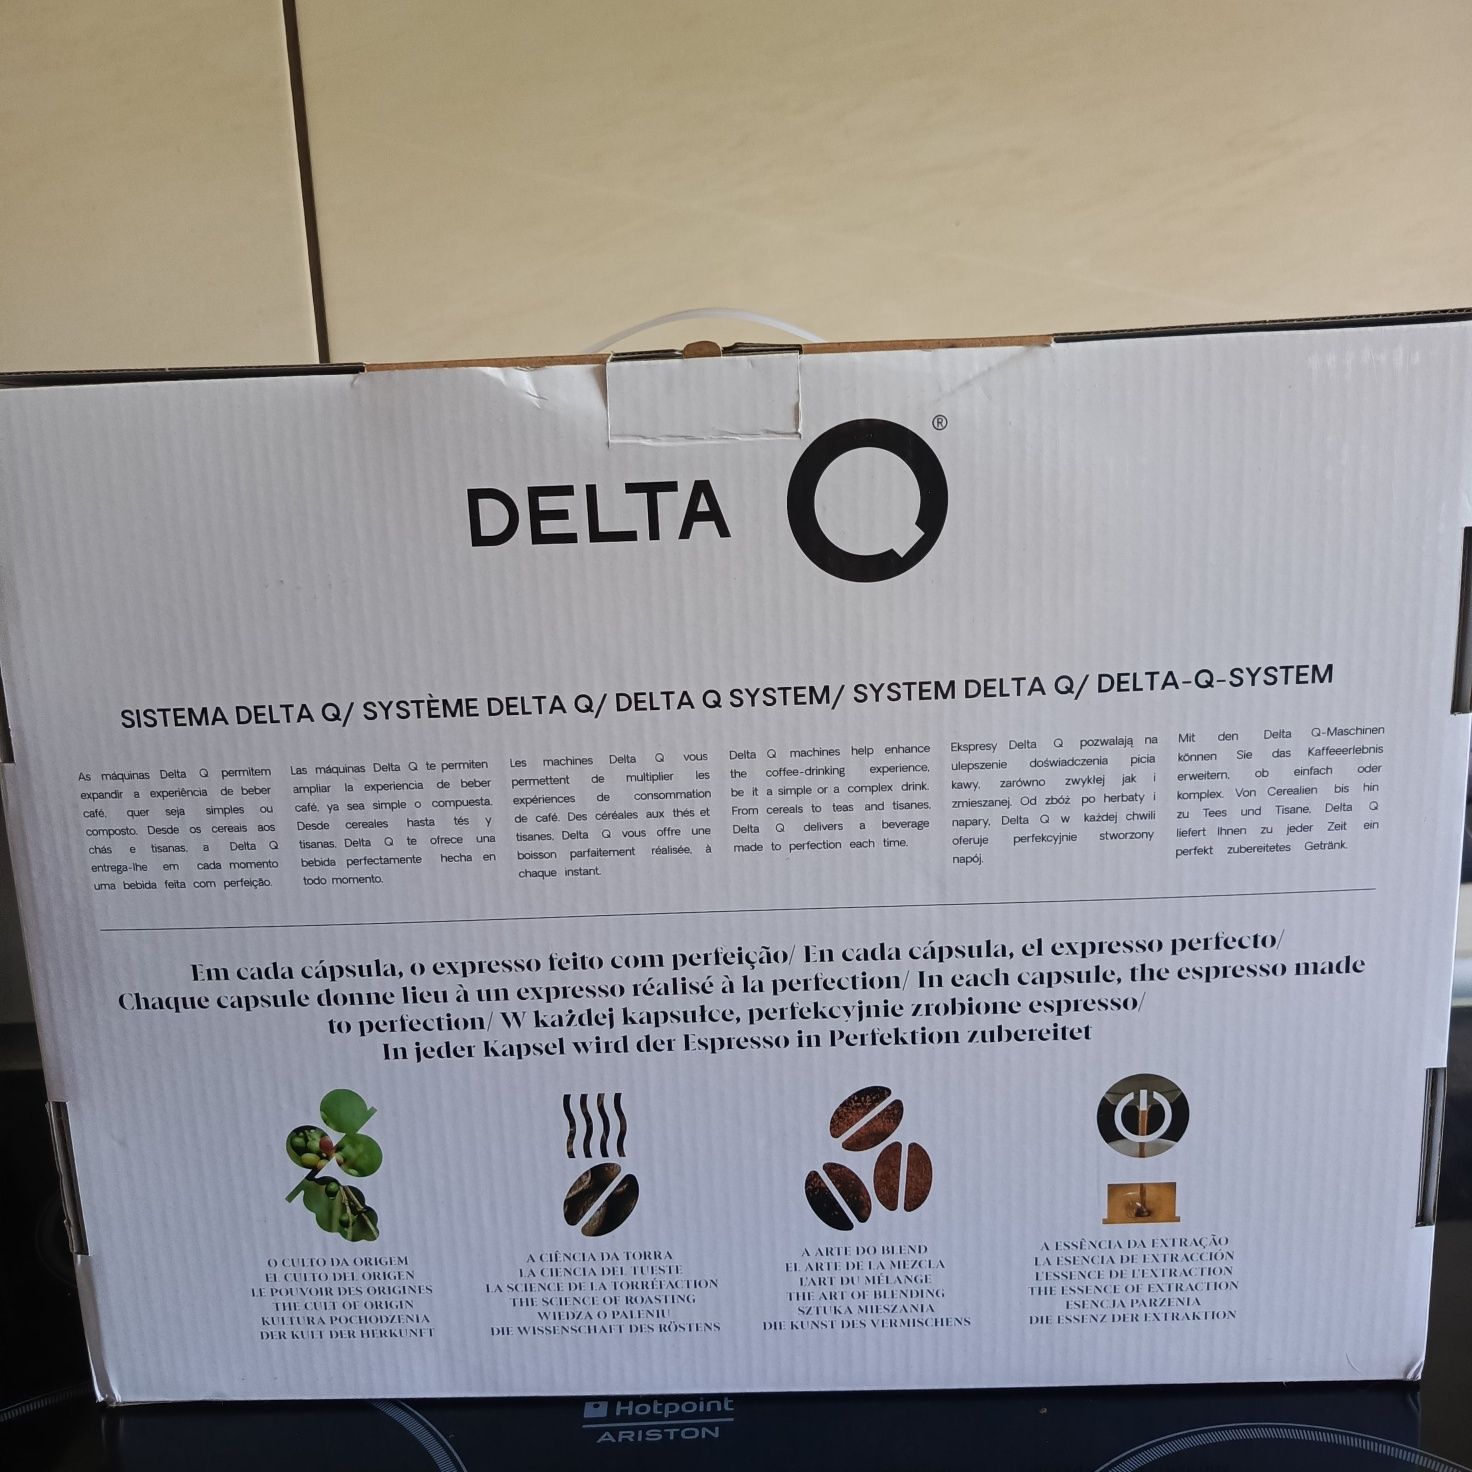 DELTA Q®
SISTEMA DELTA Q/ SYSTÈME DELTA Q/ DELTA Q SYSTEM/ SYSTEM DELTA Q/ DELTA-Q-SYSTEM
As máquinas Delta Q permitem
expandir a experiência de beber
café, quer seja simples ou
composto. Desde os cereais aos
chás e tisanas, a Delta Q
entrega-lhe em cada momento
uma bebida feita com perfeição.
Las máquinas Delta Q te permiten
ampliar la experiencia de beber
café, ya sea simple o compuesta.
Desde cereales hasta tés y
tisanas, Delta Q te ofrece una
bebida perfectamente hecha en
todo momento.
Les machines Delta Q vous
permettent de multiplier les
expériences de consommation
de café. Des céréales aux thés et
tisanes, Delta Q vous offre une
boisson parfaitement réalisée, à
chaque instant.
Delta Q machines help enhance
the coffee-drinking experience,
be it a simple or a complex drink.
From cereals to teas and tisanes,
Delta Q delivers a beverage
made to perfection each time.
Ekspresy Delta Q pozwalają na
ulepszenie doświadczenia picia
kawy, zarówno zwykłej jak i
zmieszanej. Od zbóż po herbaty i
napary, Delta Q w każdej chwili
oferuje perfekcyjnie stworzony
napój.
Mit den Delta Q-Maschinen
können Sie das Kaffeeerlebnis
erweitern, ob einfach oder
komplex. Von Cerealien bis hin
zu Tees und Tisane, Delta Q
liefert Ihnen zu jeder Zeit ein
perfekt zubereitetes Getränk.
Em cada cápsula, o expresso feito com perfeição/ En cada cápsula, el expresso perfecto/
Chaque capsule donne lieu à un expresso réalisé à la perfection/ In each capsule, the espresso made
to perfection/ W każdej kapsułce, perfekcyjnie zrobione espresso/
In jeder Kapsel wird der Espresso in Perfektion zubereitet
O CULTO DA ORIGEM
EL CULTO DEL ORIGEN
LE POUVOIR DES ORIGINES
THE CULT OF ORIGIN
KULTURA POCHODZENIA
DER KULT DER HERKUNFT
A CIÊNCIA DA TORRA
LA CIENCIA DEL TUESTE
LA SCIENCE DE LA TORRÉFACTION
THE SCIENCE OF ROASTING
WIEDZA O PALENIU
DIE WISSENSCHAFT DES RÖSTENS
A ARTE DO BLEND
EL ARTE DE LA MEZCLA
L'ART DU MÉLANGE
THE ART OF BLENDING
SZTUKA MIESZANIA
DIE KUNST DES VERMISCHENS
A ESSÊNCIA DA EXTRAÇÃO
LA ESENCIA DE EXTRACCIÓN
L'ESSENCE DE L'EXTRACTION
THE ESSENCE OF EXTRACTION
ESENCJA PARZENIA
DIE ESSENZ DER EXTRAKTION
Hotpoint
ARISTON